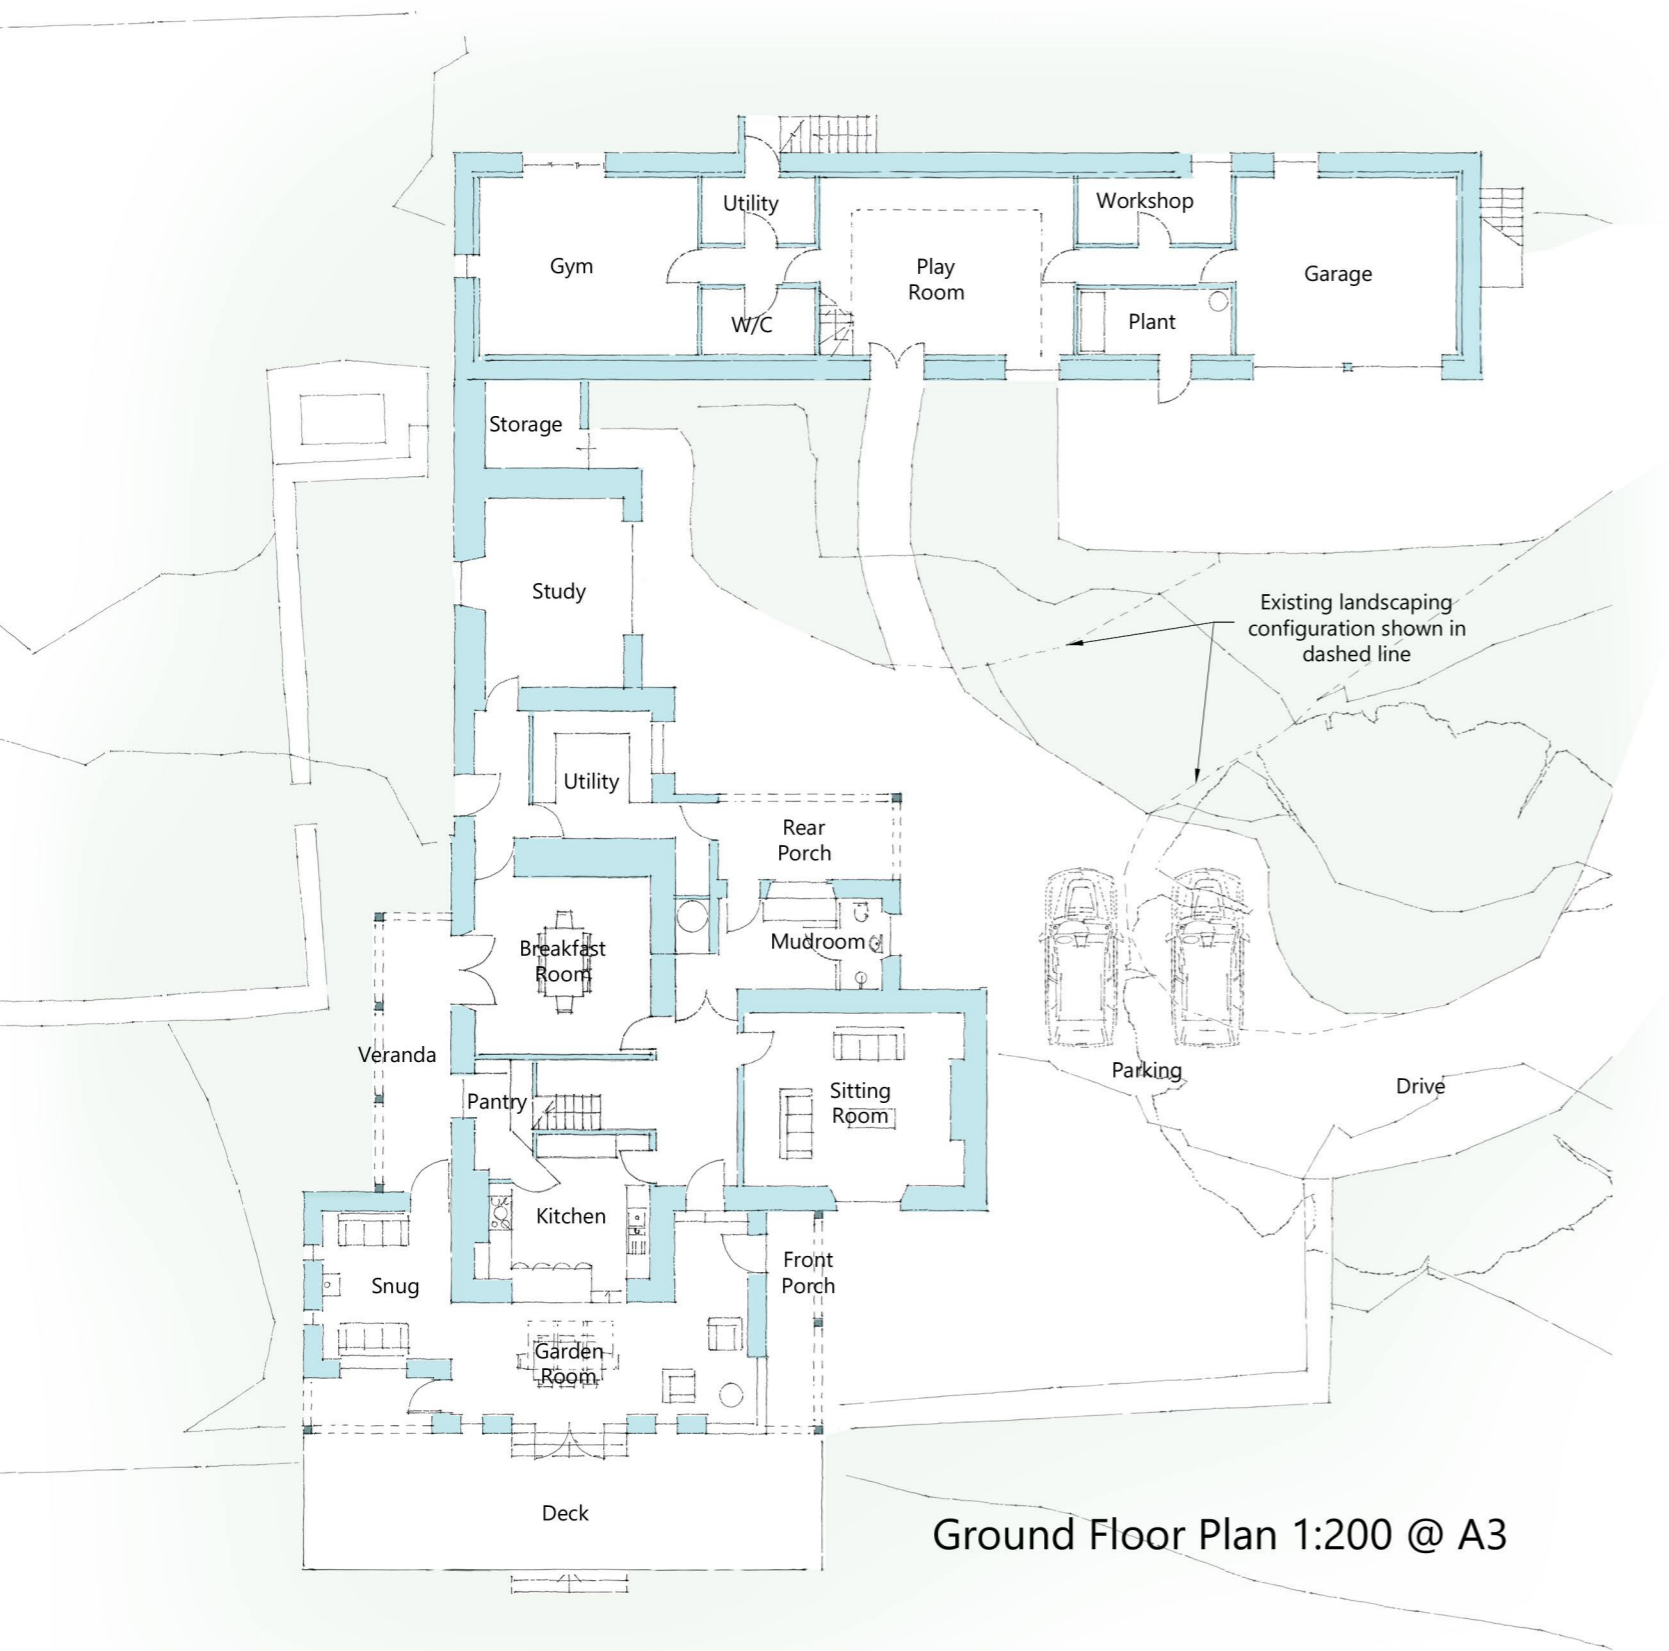 Utility
Workshop
Gym
Play
Room
Garage
W/C
Plant
Storage
Study
Existing landscaping
configuration shown in
dashed line
Utility
Rear
Porch
Breakfast
Room
Mudroom
Veranda
Pantry
Sitting
Room
Parking
Drive
Kitchen
Snug
Front
Porch
Garden
Room
Deck
Ground Floor Plan 1:200 @ A3